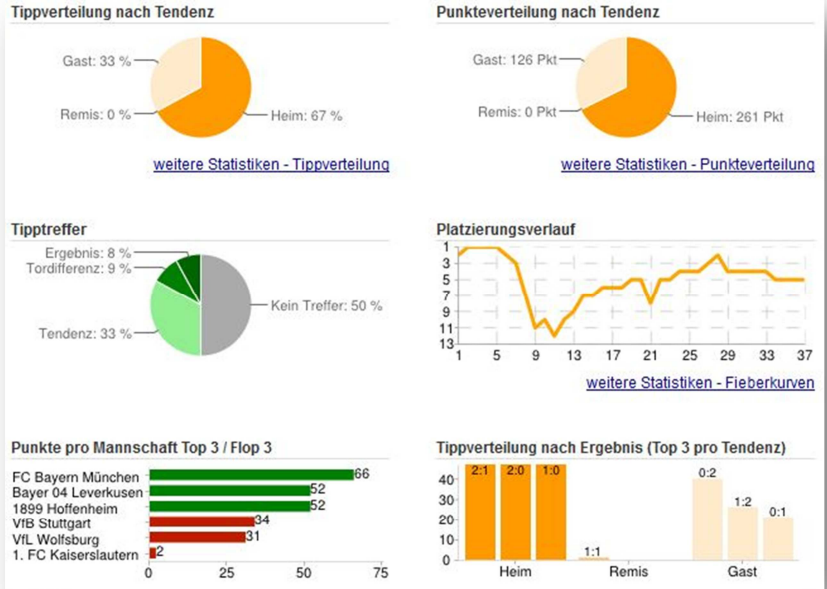 Tippverteilung nach Tendenz
Gast: 33 %
Remis: 0 %
Heim: 67 %
weitere Statistiken - Tippverteilung
Punkteverteilung nach Tendenz
Gast: 126 Pkt
Remis: 0 Pkt
Heim: 261 Pkt
weitere Statistiken - Punkteverteilung
Tipptreffer
Ergebnis: 8 %
Tordifferenz: 9 %
Kein Treffer: 50 %
Tendenz: 33 %
Platzierungsverlauf
1
3
5
7
9
11
13
1 5 9 13 17 21 25 29 33 37
weitere Statistiken - Fieberkurven
Punkte pro Mannschaft Top 3 / Flop 3
FC Bayern München 66
Bayer 04 Leverkusen 52
1899 Hoffenheim 52
VfB Stuttgart 34
VfL Wolfsburg 31
1. FC Kaiserslautern 2
0 25 50 75
Tippverteilung nach Ergebnis (Top 3 pro Tendenz)
2:1 2:0 1:0 0:2
40
30
1:2
20
0:1
10
1:1
0
Heim Remis Gast